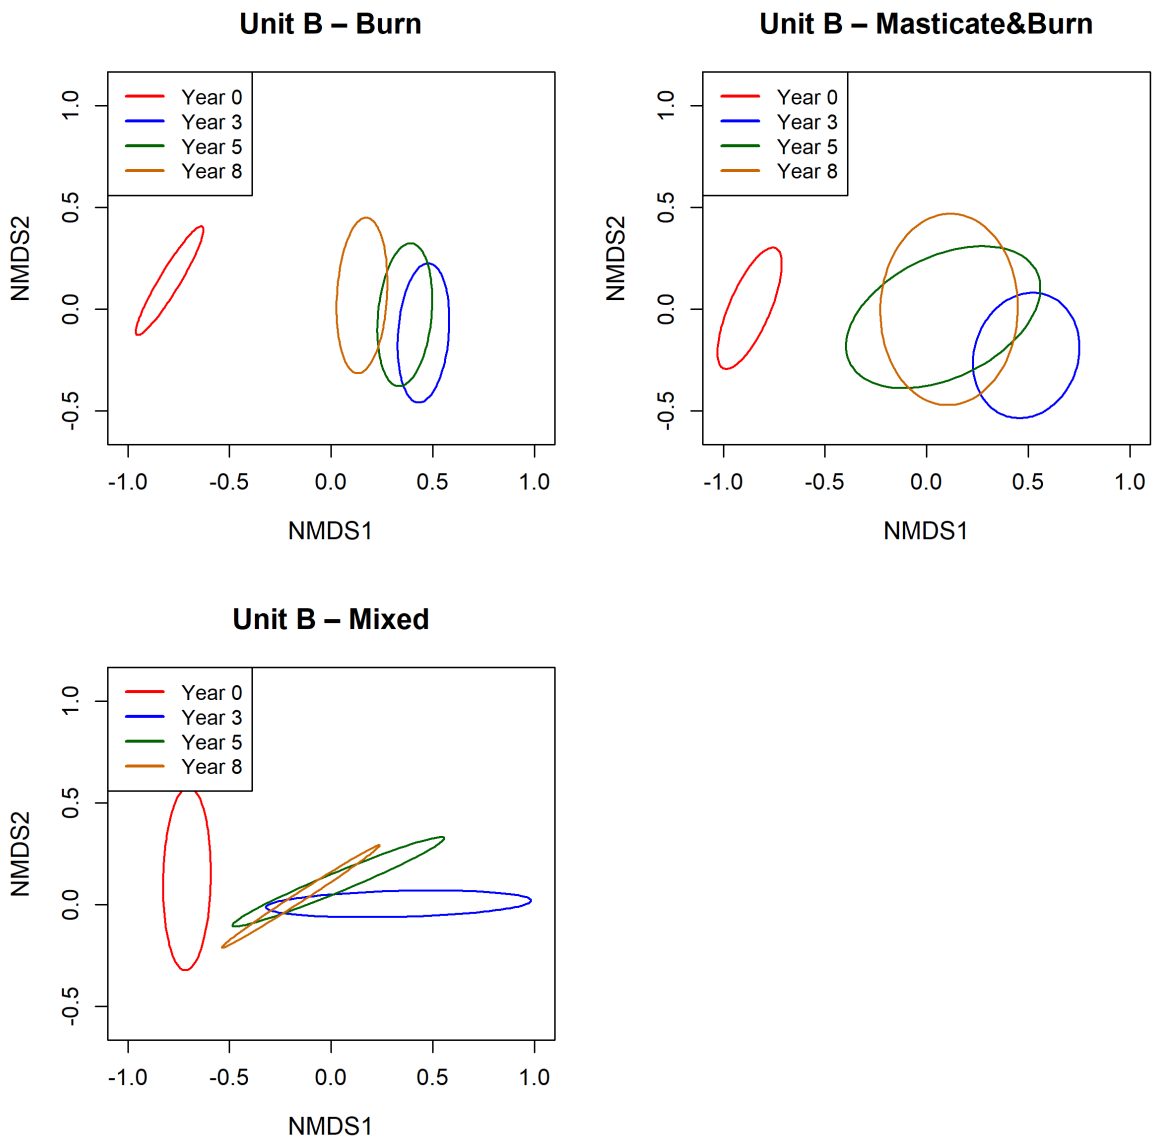 Unit B – Burn
Year 0
Year 3
Year 5
Year 8
NMDS2
1.0
0.5
0.0
-0.5
-1.0 -0.5 0.0 0.5 1.0
NMDS1
Unit B – Masticate&Burn
Year 0
Year 3
Year 5
Year 8
NMDS2
1.0
0.5
0.0
-0.5
-1.0 -0.5 0.0 0.5 1.0
NMDS1
Unit B – Mixed
Year 0
Year 3
Year 5
Year 8
NMDS2
1.0
0.5
0.0
-0.5
-1.0 -0.5 0.0 0.5 1.0
NMDS1